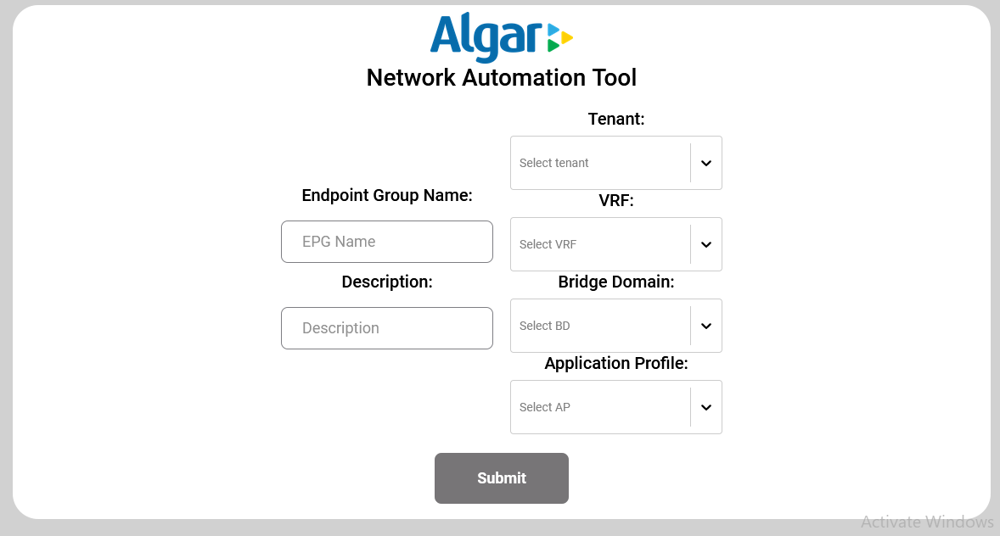 Algar
Network Automation Tool
Endpoint Group Name:
EPG Name
Description:
Description
Tenant:
Select tenant
VRF:
Select VRF
Bridge Domain:
Select BD
Application Profile:
Select AP
Submit
Activate Windows